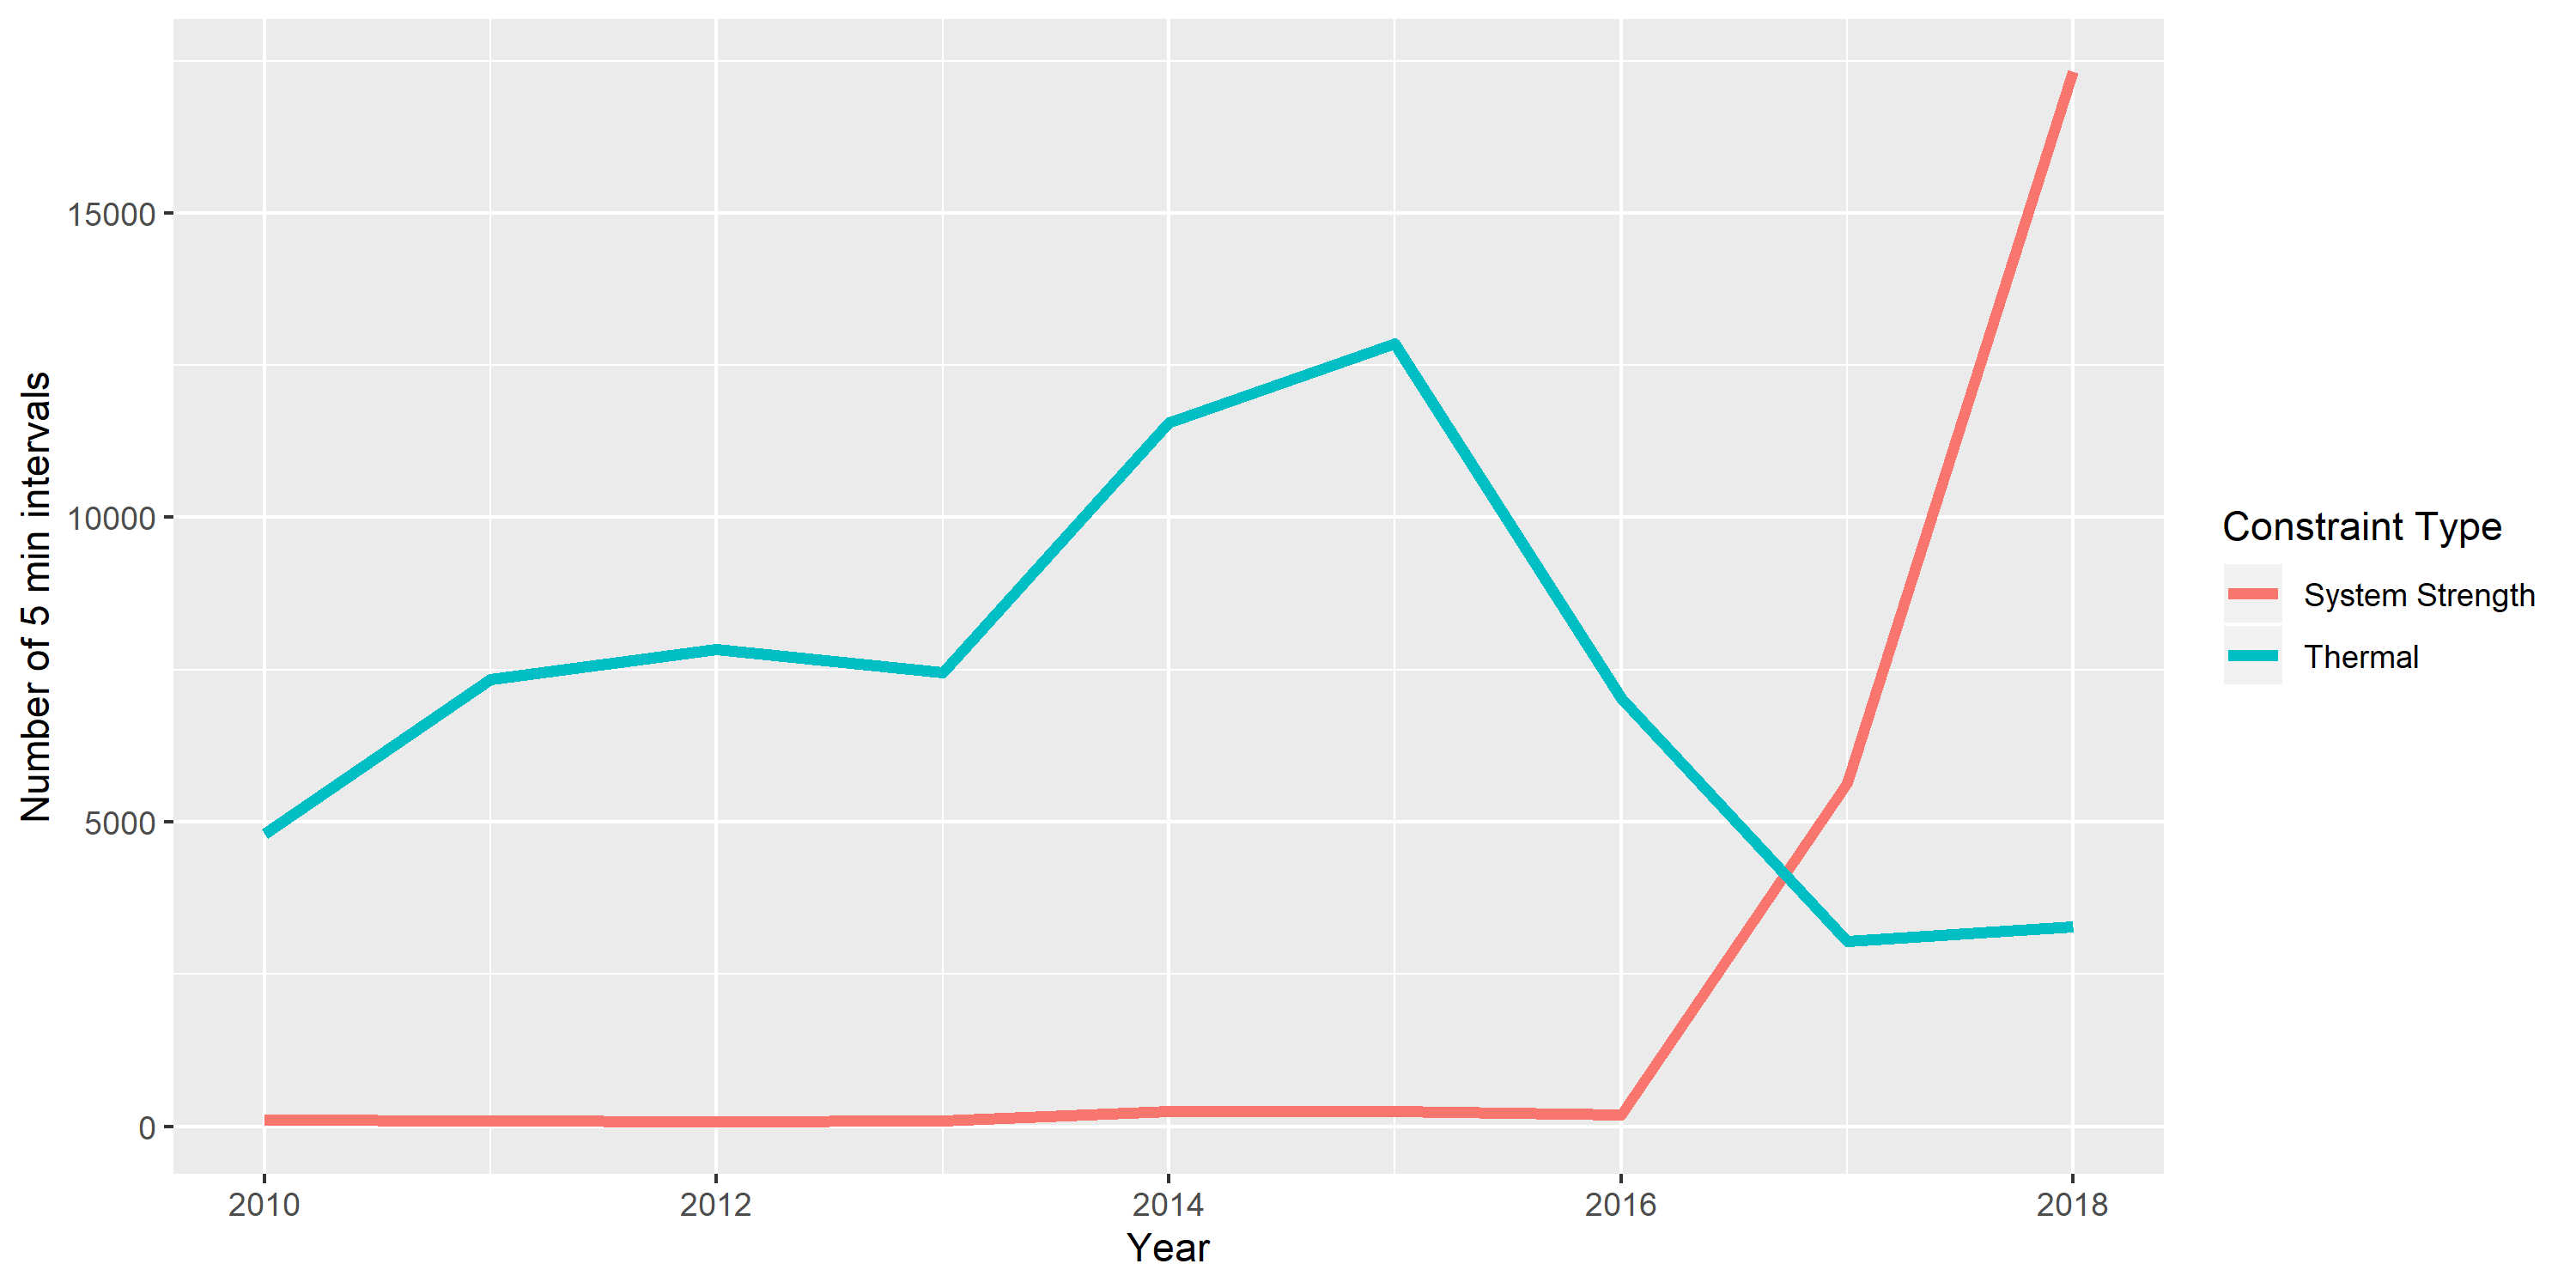 Number of 5 min intervals
15000
10000
5000
0
2010
2012
2014
2016
2018
Year
Constraint Type
System Strength
Thermal